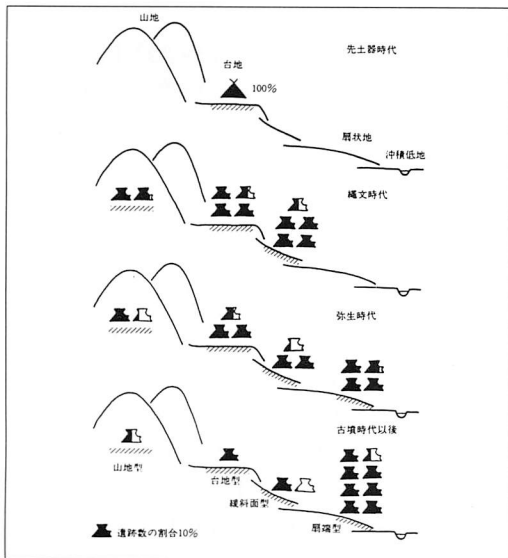 山地
先土器時代
台地
100%
扇状地
沖積低地
縄文時代
弥生時代
古墳時代以後
山地型
台地型
緩斜面型
扇端型
遺跡数の割合10%